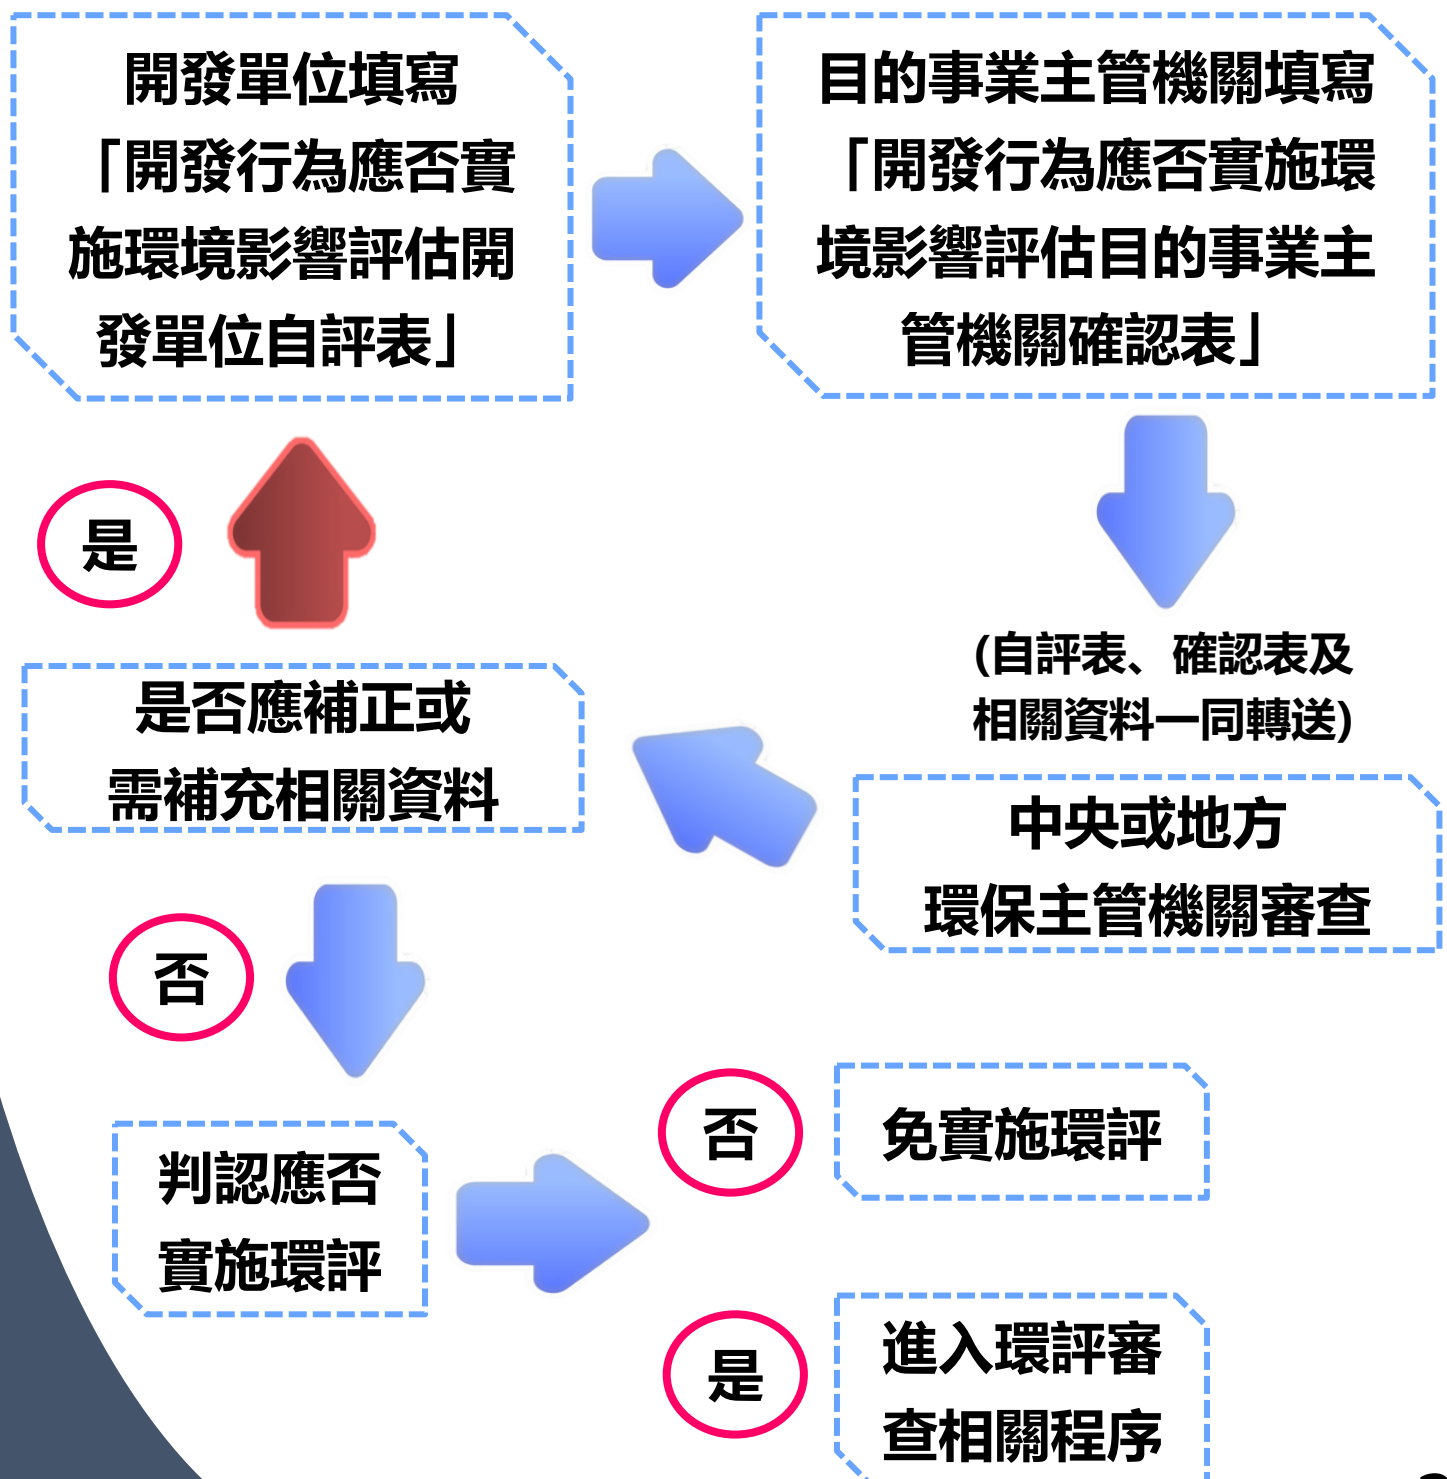 開發單位填寫
「開發行為應否實
施環境影響評估開
發單位自評表」
目的事業主管機關填寫
「開發行為應否實施環
境影響評估目的事業主
管機關確認表」
是
(自評表、確認表及
相關資料一同轉送)
是否應補正或
需補充相關資料
中央或地方
環保主管機關審查
否
判認應否
實施環評
否
免實施環評
是
進入環評審
查相關程序